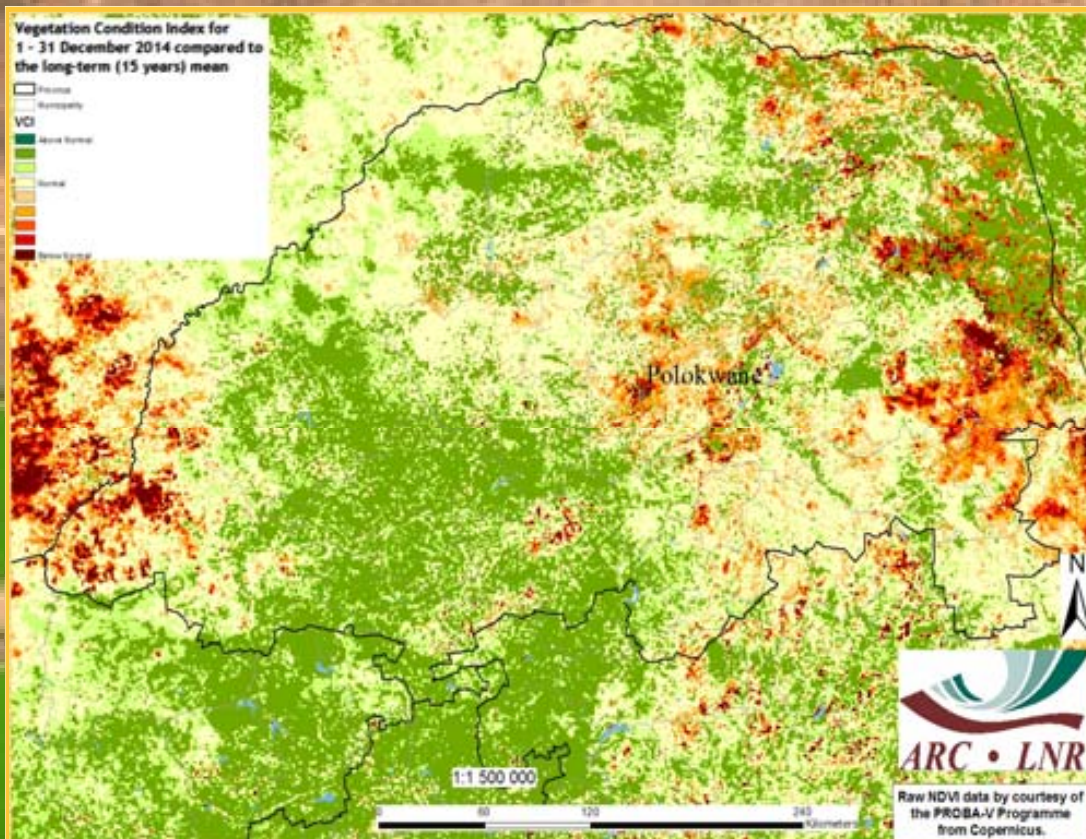 Vegetation Condition Index for
1 - 31 December 2014 compared to
the long-term (15 years) mean
Province
Municipality
VCI
Above Normal
Normal
Below Normal
Polokwane
N
ARC • LNR
1:1 500 000
0 60 120 240
Kilometers
Raw NDVI data by courtesy of
the PROBA-V Programme
from Copernicus.